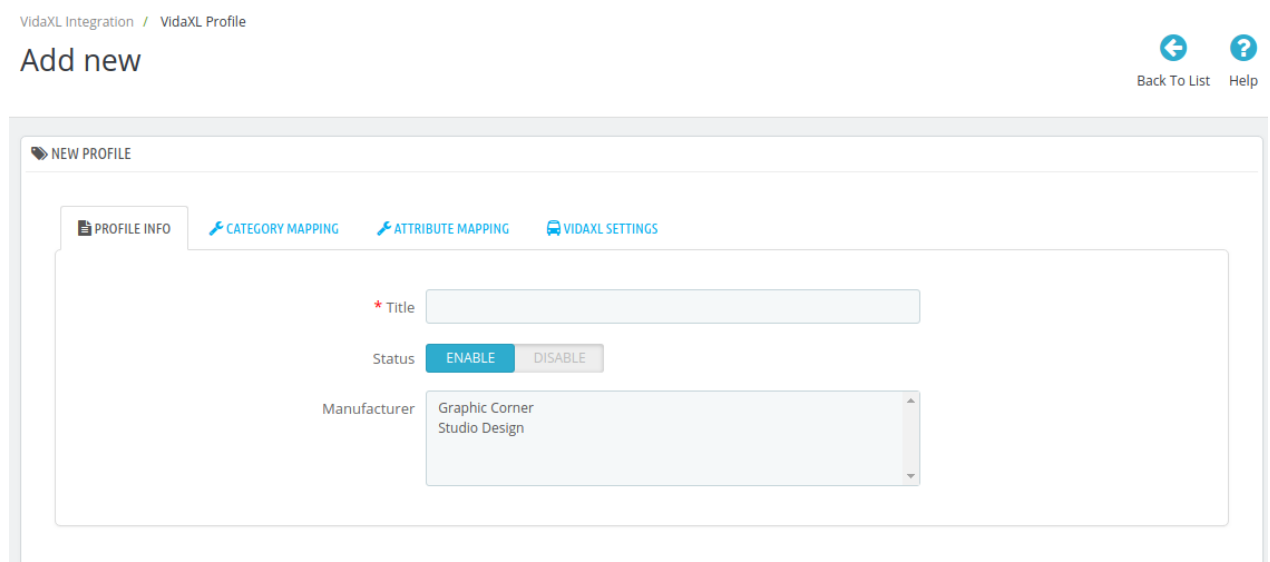 VidaXL Integration / VidaXL Profile
Add new
Back To List Help
NEW PROFILE
PROFILE INFO CATEGORY MAPPING ATTRIBUTE MAPPING VIDAXL SETTINGS
* Title
Status ENABLE DISABLE
Manufacturer Graphic Corner
Studio Design